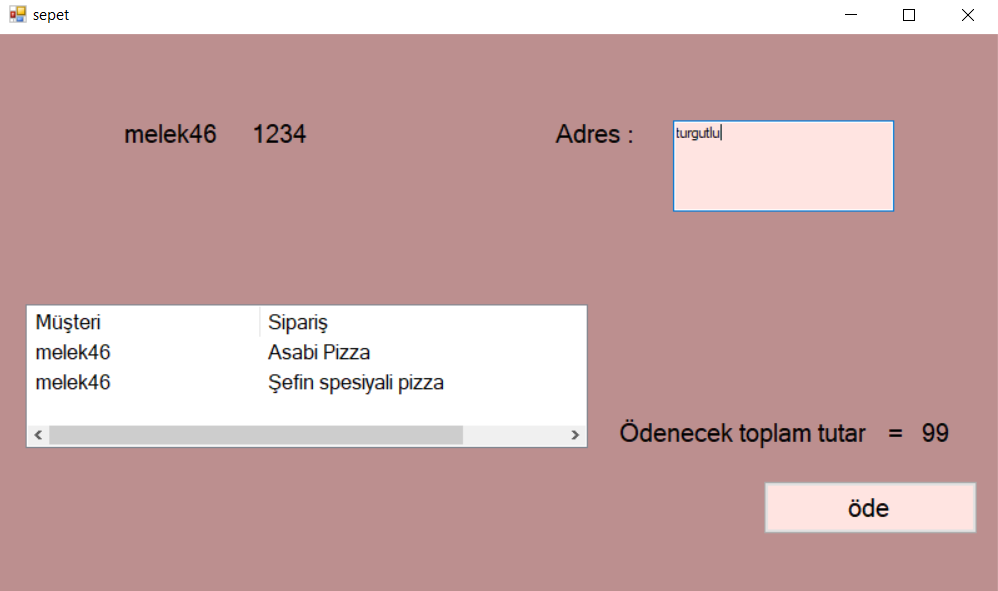 sepet
melek46 1234 Adres : turgutlu
Müşteri Sipariş
melek46 Asabi Pizza
melek46 Şefin spesiyali pizza
Ödenecek toplam tutar = 99
öde